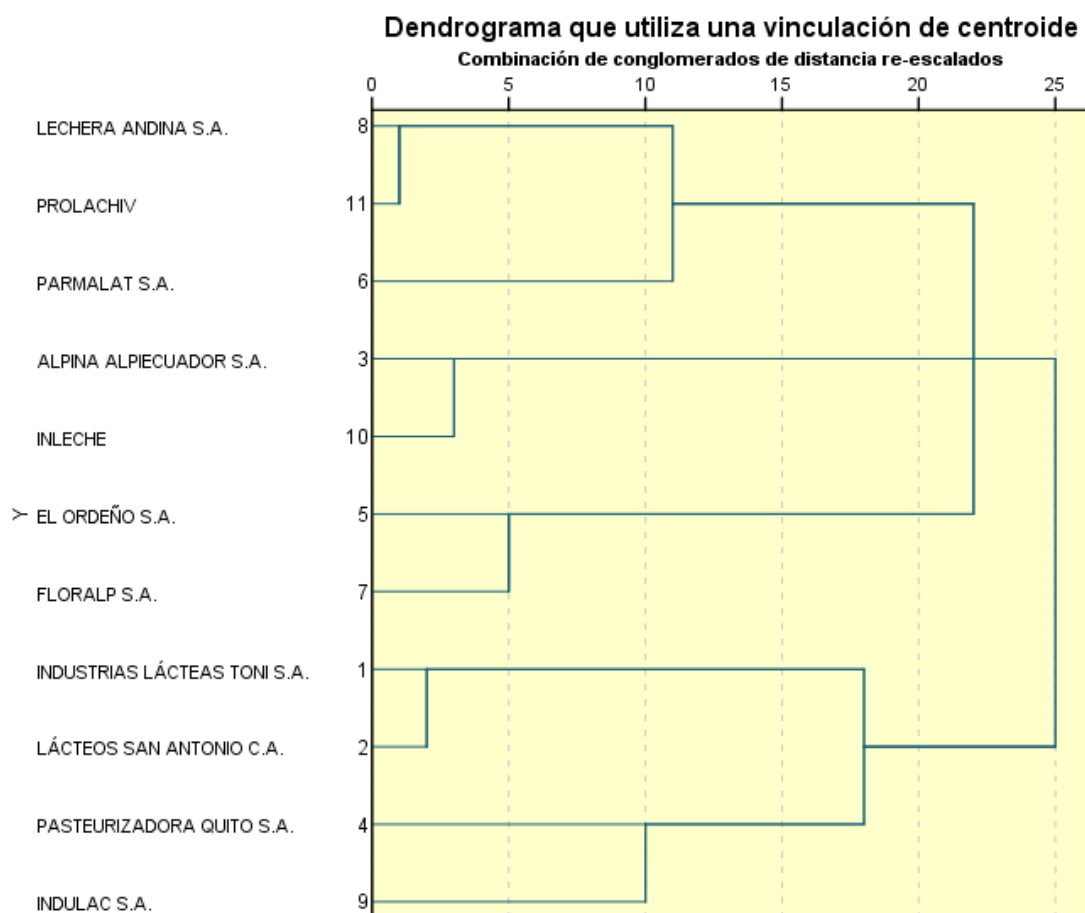 Dendrograma que utiliza una vinculación de centroide
Combinación de conglomerados de distancia re-escalados
0 5 10 15 20 25
LECHERA ANDINA S.A. 8
PROLACHIV 11
PARMALAT S.A. 6
ALPINA ALPIECUADOR S.A. 3
INLECHE 10
Y EL ORDEÑO S.A. 5
FLORALP S.A. 7
INDUSTRIAS LÁCTEAS TONI S.A. 1
LÁCTEOS SAN ANTONIO C.A. 2
PASTEURIZADORA QUITO S.A. 4
INDULAC S.A. 9